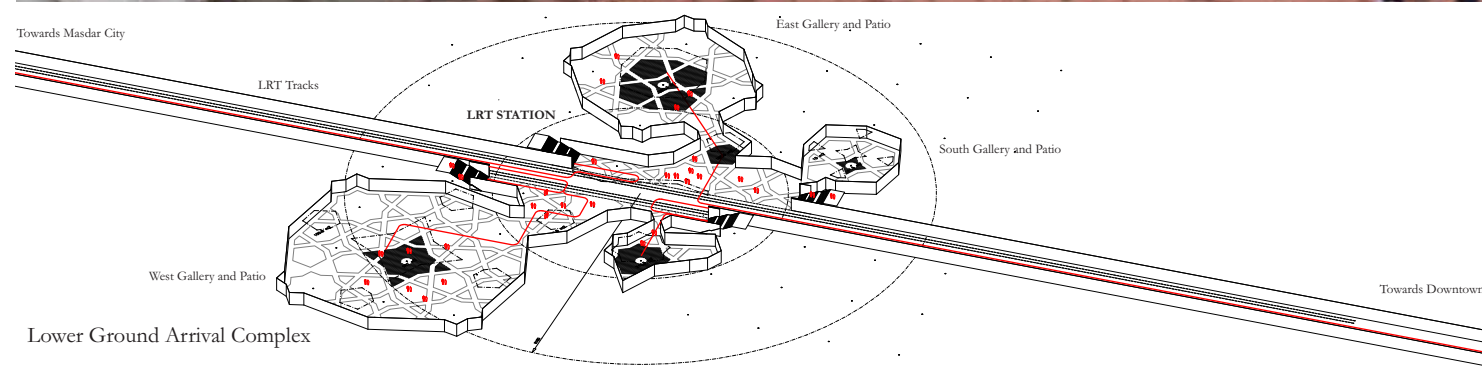 East Gallery and Patio
Towards Masdar City
LRT Tracks
LRT STATION
South Gallery and Patio
West Gallery and Patio
Towards Downtown
Lower Ground Arrival Complex